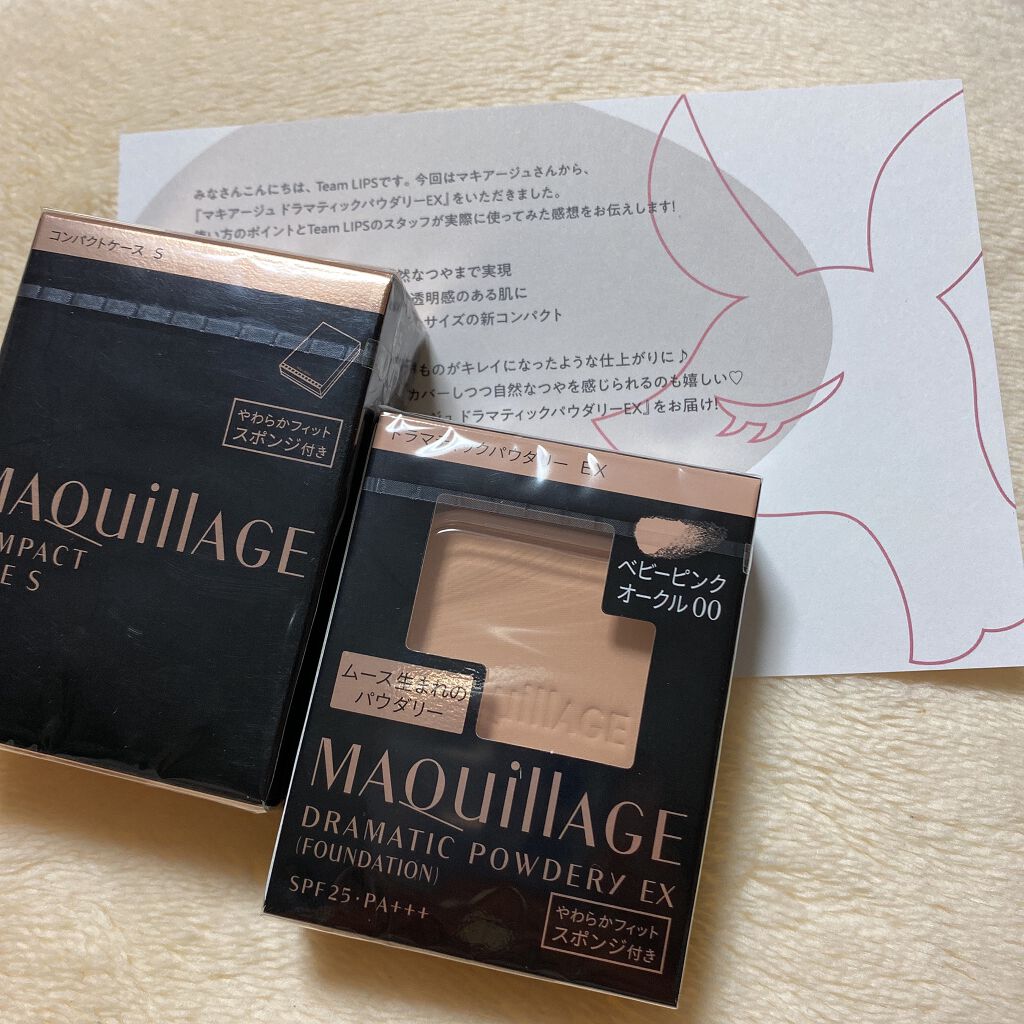 みなさんこんにちは、Team LIPSです。今回はマキアージュさんから、
『マキアージュ ドラマティックパウダリーEX』をいただきました。
い方のポイントとTeam LIPSのスタッフが実際に使ってみた感想をお伝えします!
然なつやまで実現
透明感のある肌に
サイズの新コンパクト
ものがキレイになったような仕上がりに♪
カバーしつつ自然なつやを感じられるのも嬉しい♡
ジュ ドラマティックパウダリーEX』をお届け!
コンパクトケース S
やわらかフィット
スポンジ付き
MAQuillAGE
MPACT
E S
ドラマティックパウダリー EX
ベビーピンク
オークル00
ムース生まれの
パウダリー
QuillAGE
MAQuillAGE
DRAMATIC POWDERY EX
(FOUNDATION)
SPF25・PA+++
やわらかフィット
スポンジ付き